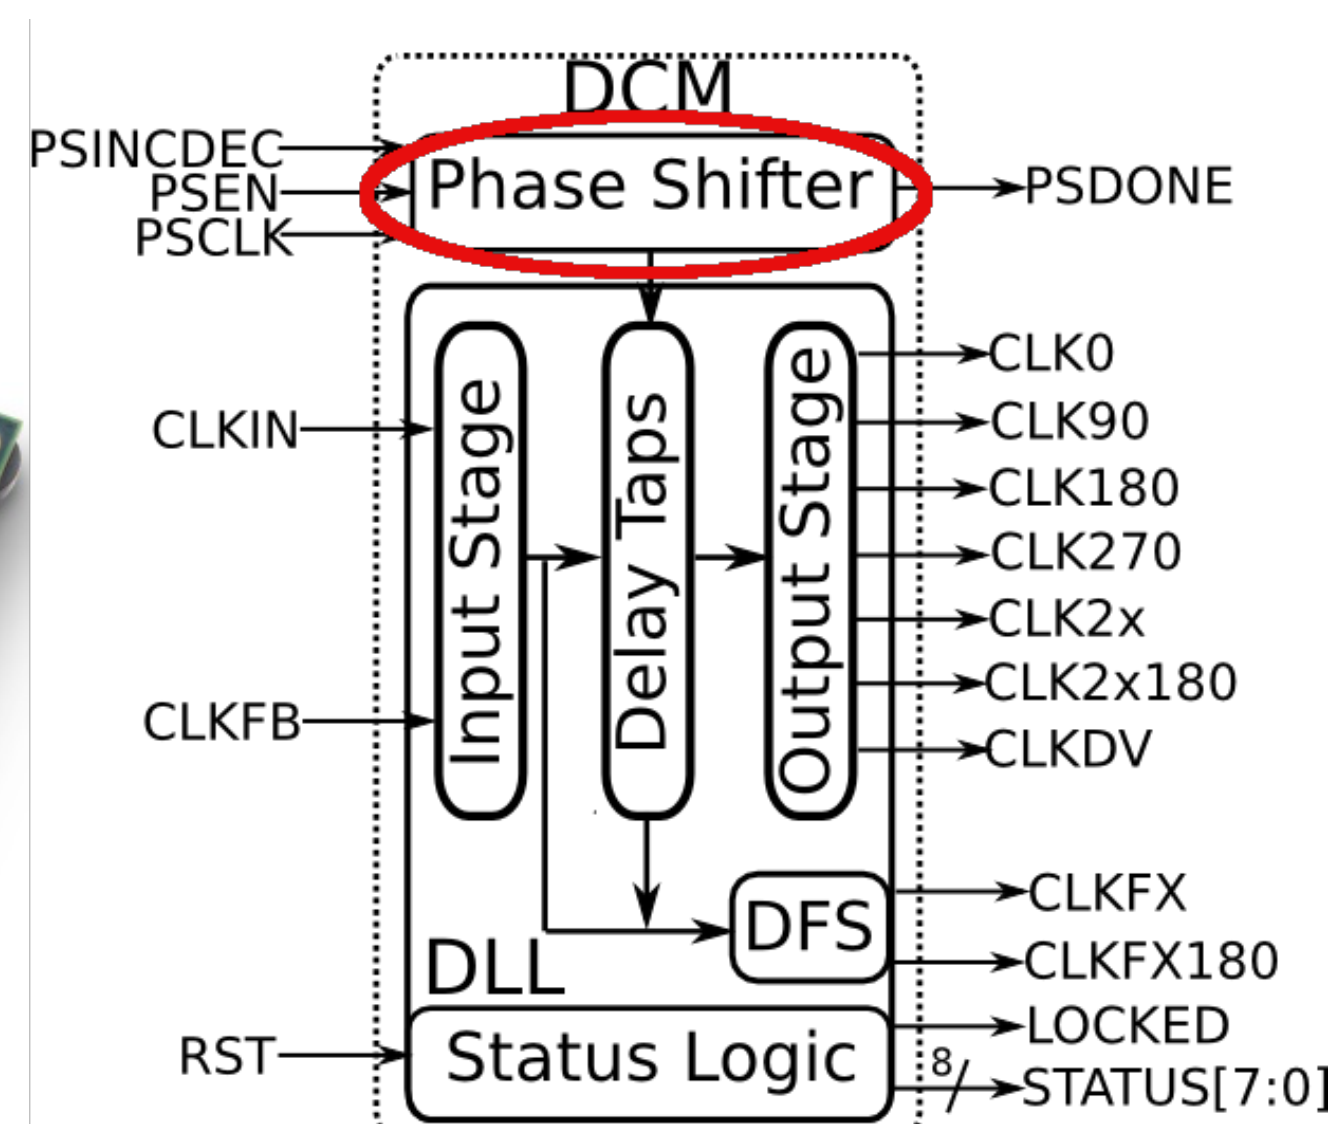 DCM
PSINCDEC
PSEN
PSCLK
Phase Shifter
PSDONE
CLKIN
CLKFB
Input Stage
Delay Taps
Output Stage
CLK0
CLK90
CLK180
CLK270
CLK2x
CLK2x180
CLKDV
DFS
CLKFX
CLKFX180
DLL
RST
Status Logic
LOCKED
8/
STATUS[7:0]